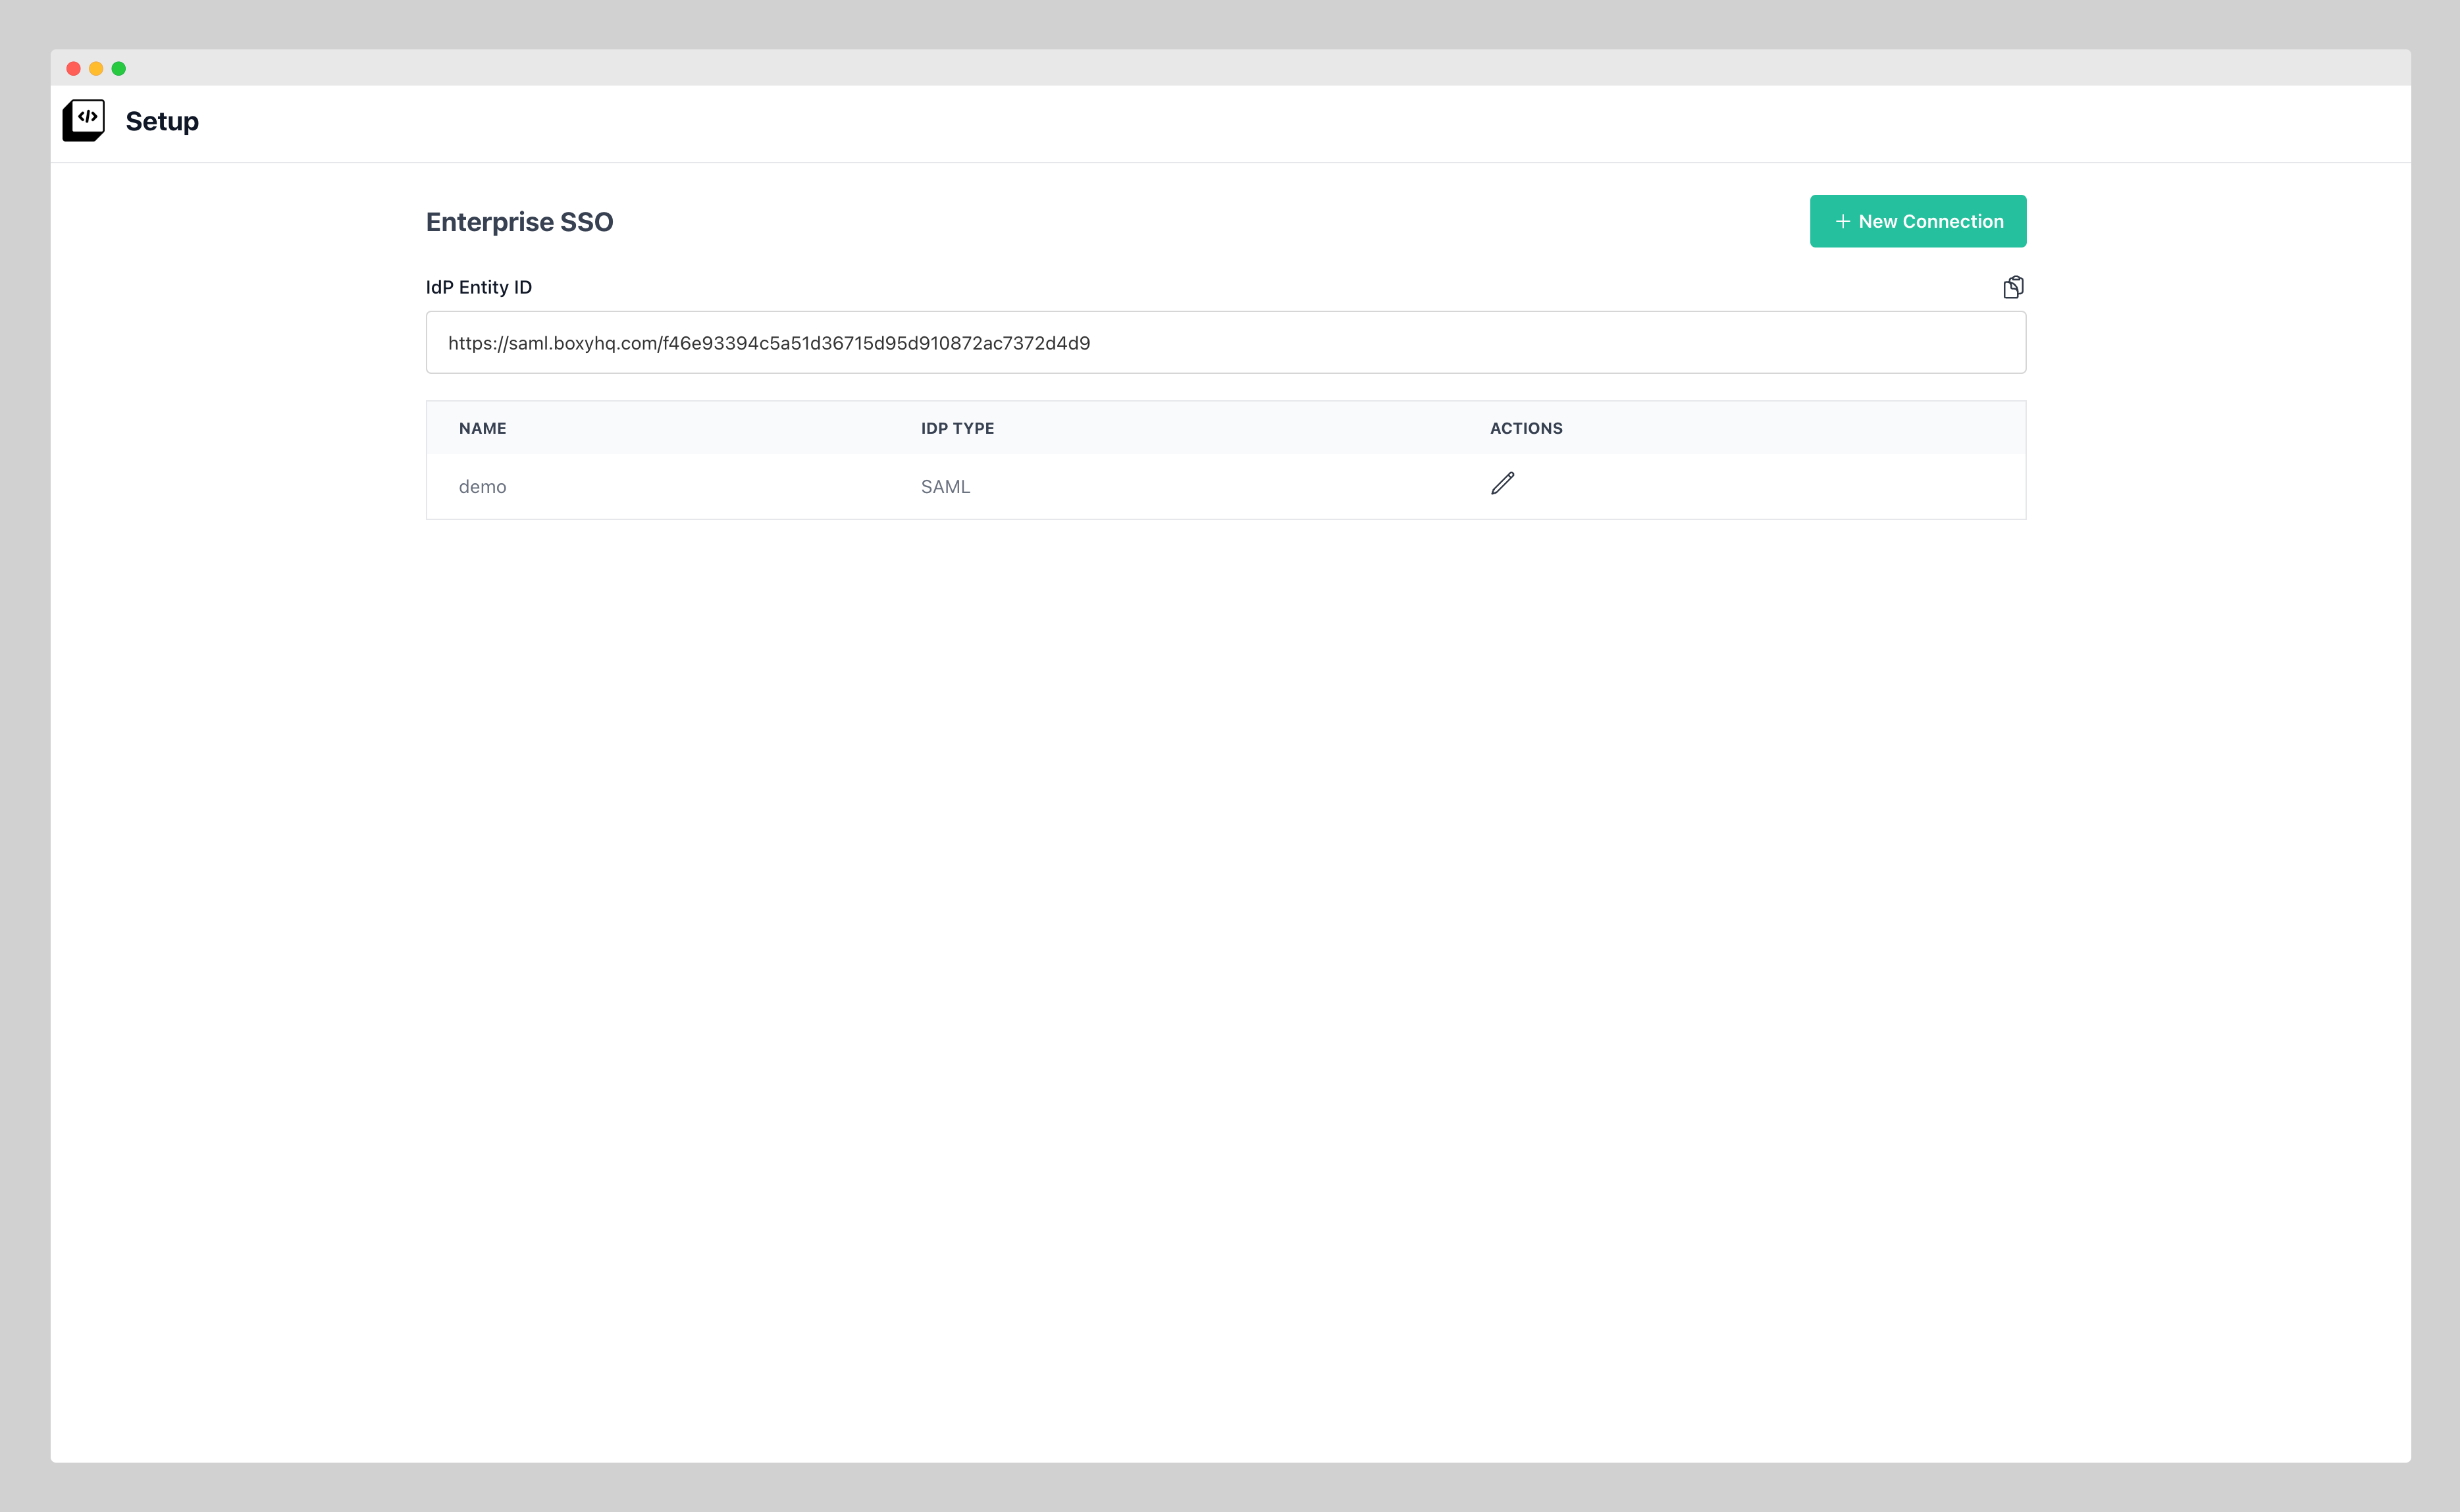 </>
Setup
Enterprise SSO
+ New Connection
IdP Entity ID
https://saml.boxyhq.com/f46e93394c5a51d36715d95d910872ac7372d4d9
NAME IDP TYPE ACTIONS
demo SAML